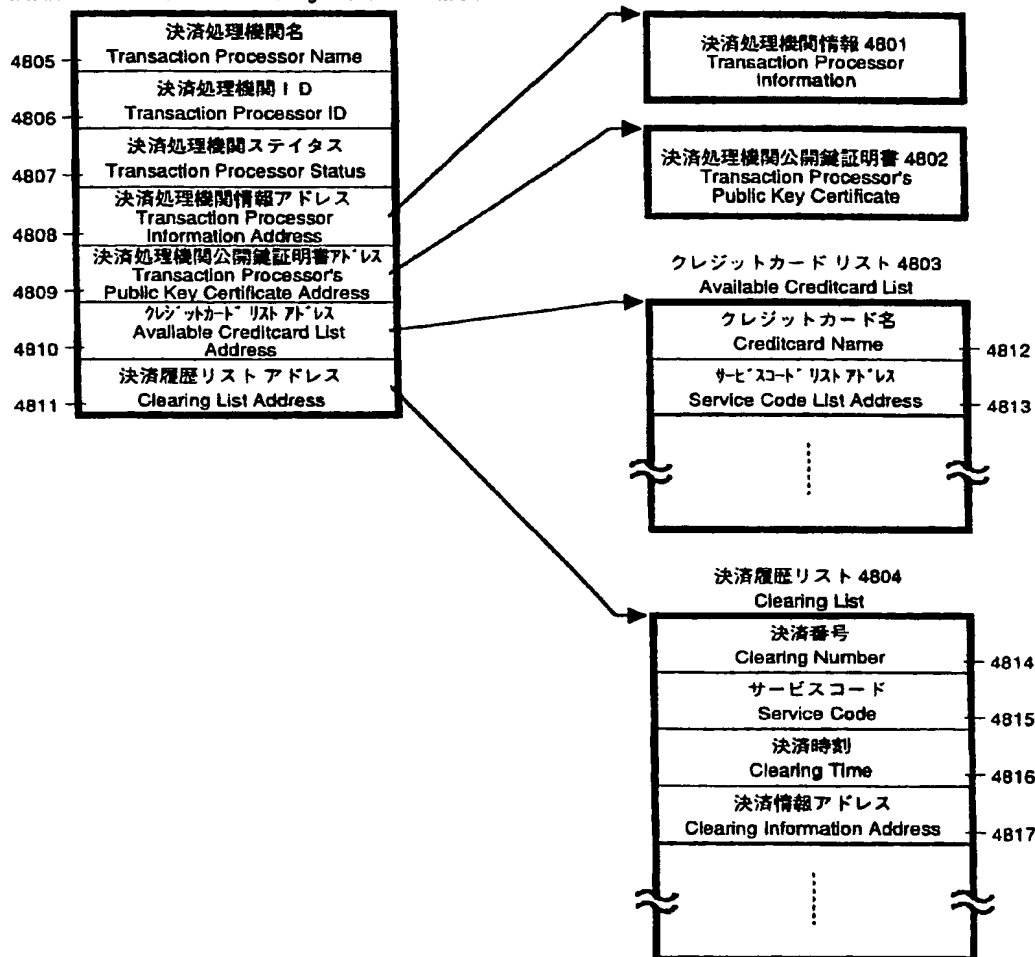 決済処理機関名
Transaction Processor Name
4805
決済処理機関ID
Transaction Processor ID
4806
決済処理機関ステイタス
Transaction Processor Status
4807
決済処理機関情報アドレス
Transaction Processor
Information Address
4808
決済処理機関公開鍵証明書アドレス
Transaction Processor's
Public Key Certificate Address
4809
クレジットカード リスト アドレス
Available Creditcard List
Address
4810
決済履歴リスト アドレス
Clearing List Address
4811
決済処理機関情報 4801
Transaction Processor
Information
決済処理機関公開鍵証明書 4802
Transaction Processor's
Public Key Certificate
クレジットカード リスト 4803
Available Creditcard List
クレジットカード名
Creditcard Name
4812
サービスコード リスト アドレス
Service Code List Address
4813
決済履歴リスト 4804
Clearing List
決済番号
Clearing Number
4814
サービスコード
Service Code
4815
決済時刻
Clearing Time
4816
決済情報アドレス
Clearing Information Address
4817